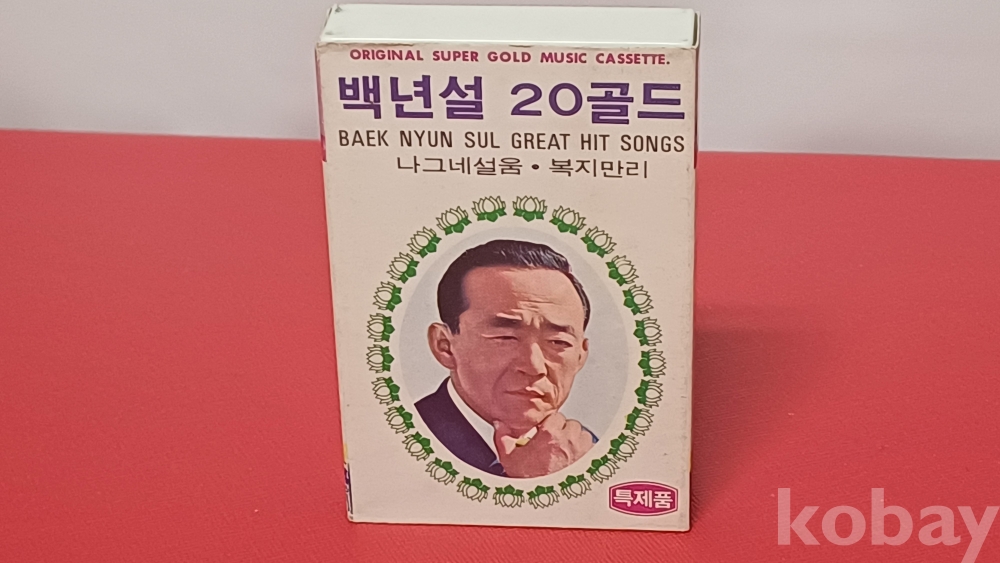 ORIGINAL SUPER GOLD MUSIC CASSETTE.
백년설 20골드
BAEK NYUN SUL GREAT HIT SONGS
나그네설움 • 복지만리
특제품
kobay